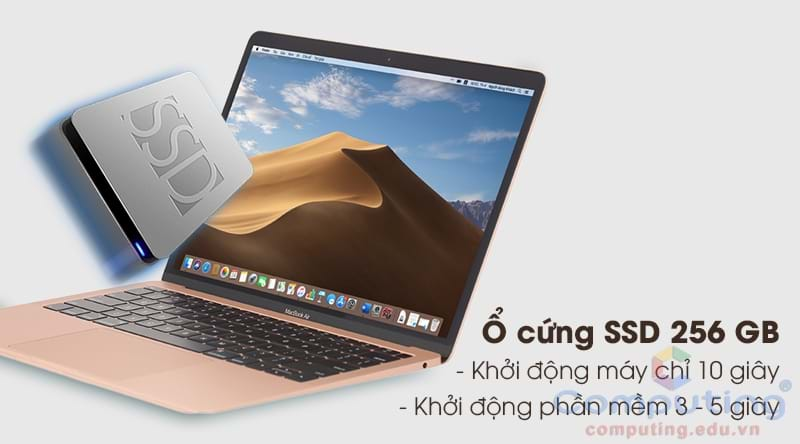 SSD
MacBook Air
Ổ cứng SSD 256 GB
- Khởi động máy chỉ 10 giây
- Khởi động phần mềm 3 - 5 giây
Computing®
computing.edu.vn